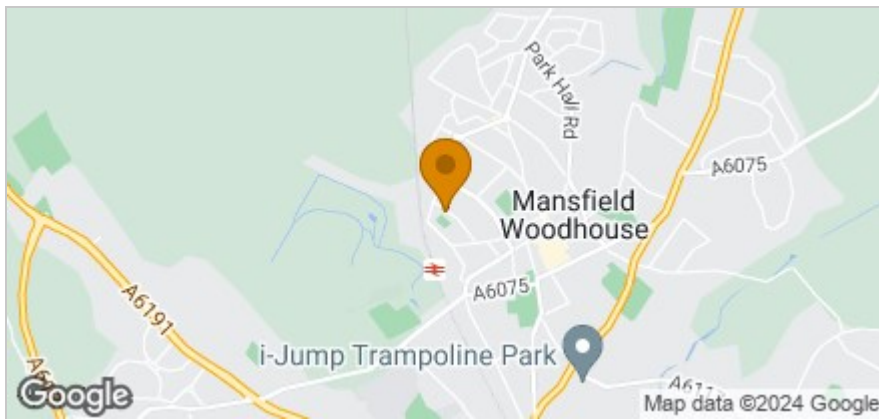 Park Hall Rd
A6075
Mansfield
Woodhouse
A6075
A6191
i-Jump Trampoline Park
Google
Map data ©2024 Google